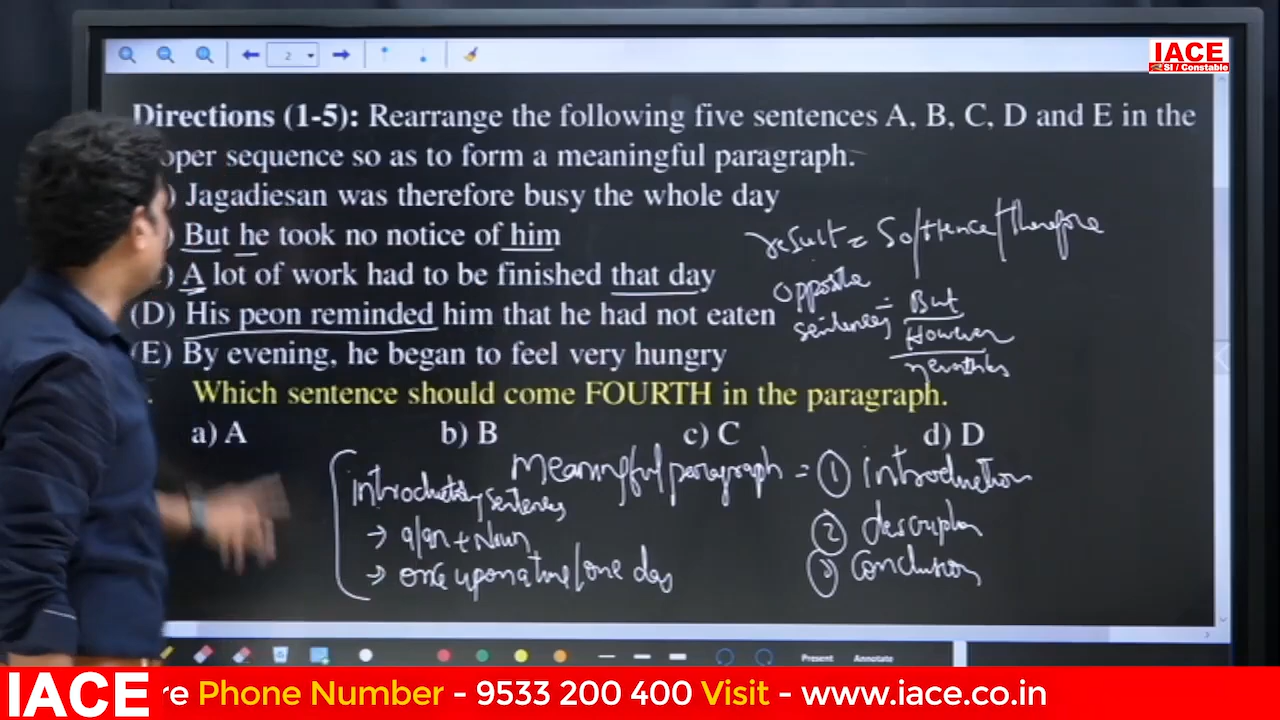 IACE
SI / Constable
2
Directions (1-5): Rearrange the following five sentences A, B, C, D and E in the
oper sequence so as to form a meaningful paragraph.
) Jagadiesan was therefore busy the whole day
) But he took no notice of him
) A lot of work had to be finished that day
(D) His peon reminded him that he had not eaten
(E) By evening, he began to feel very hungry
result = So/Hence/therefore
opposite
sentences = But
However
. Which sentence should come FOURTH in the paragraph.
a) A b) B c) C d) D
Meaningful paragraph = ① introduction
② description
③ Conclusion
introductory sentences
→ a/an + Noun
→ once upon a time/one day
Present Annotate
IACE re Phone Number - 9533 200 400 Visit - www.iace.co.in